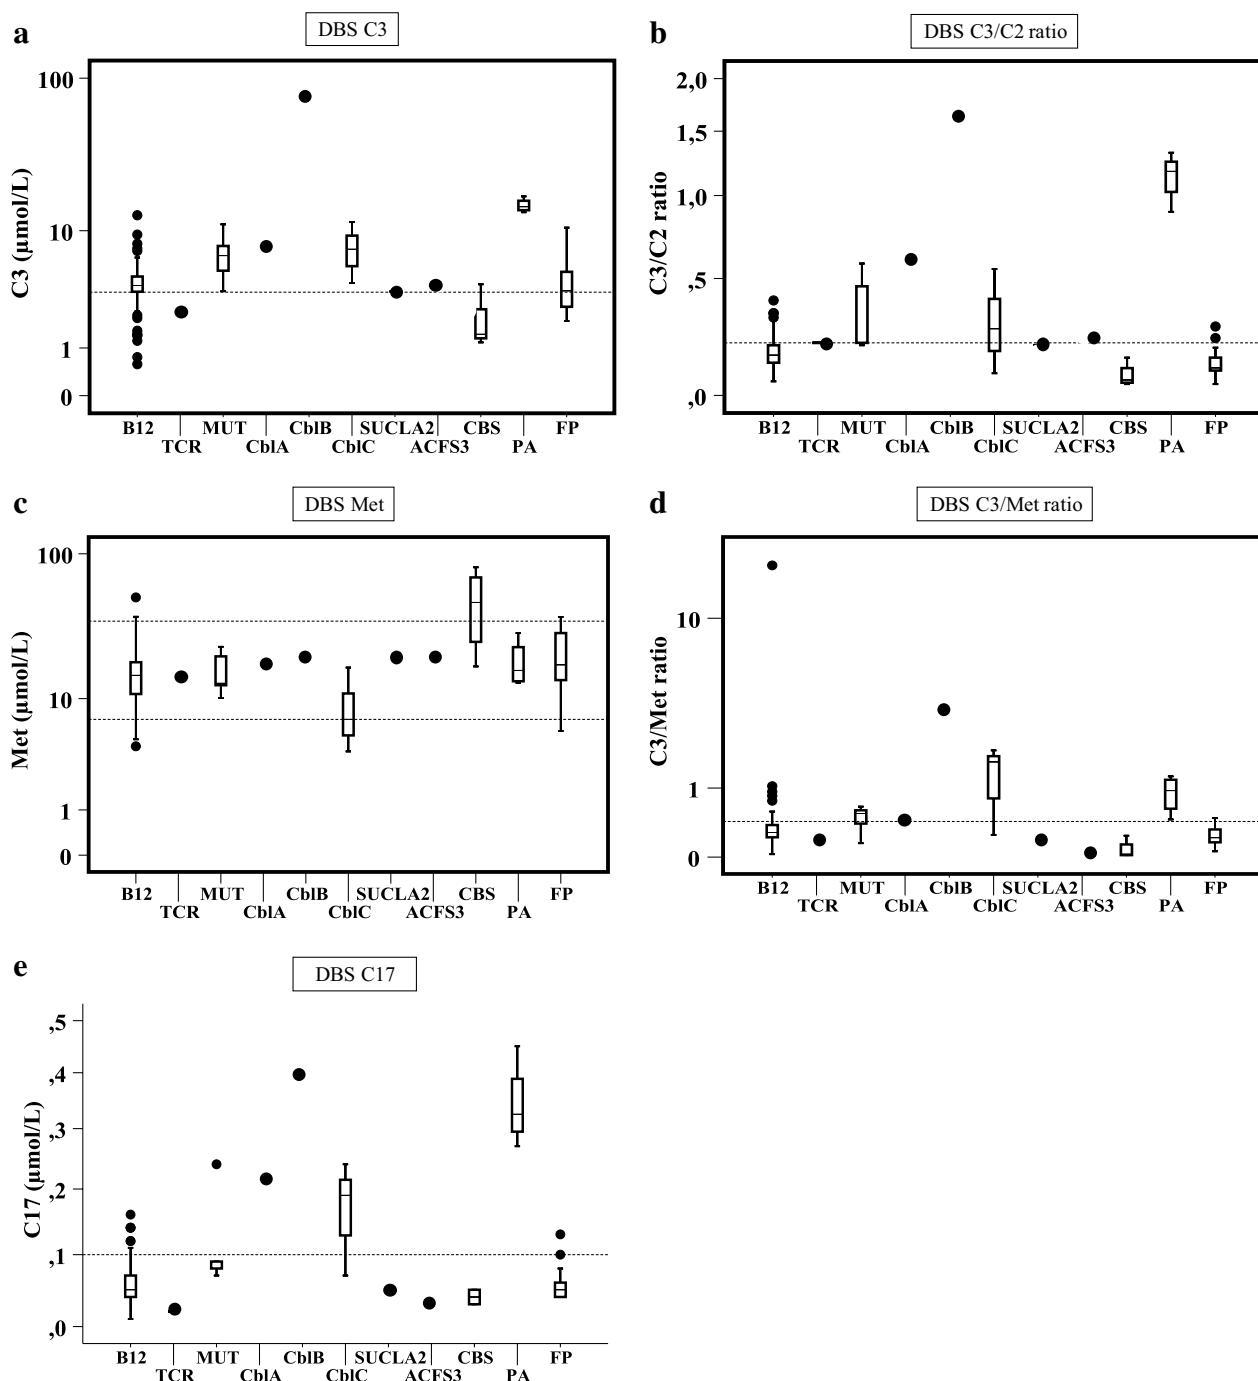 a
DBS C3
C3 (µmol/L)
100
10
1
0
B12 MUT CblB SUCLA2 CBS FP
TCR CblA CblC ACFS3 PA
b
DBS C3/C2 ratio
C3/C2 ratio
2,0
1,5
1,0
,5
,0
B12 MUT CblB SUCLA2 CBS FP
TCR CblA CblC ACFS3 PA
c
DBS Met
Met (µmol/L)
100
10
1
0
B12 MUT CblB SUCLA2 CBS FP
TCR CblA CblC ACFS3 PA
d
DBS C3/Met ratio
C3/Met ratio
10
1
0
B12 MUT CblB SUCLA2 CBS FP
TCR CblA CblC ACFS3 PA
e
DBS C17
C17 (µmol/L)
,5
,4
,3
,2
,1
,0
B12 MUT CblB SUCLA2 CBS FP
TCR CblA CblC ACFS3 PA